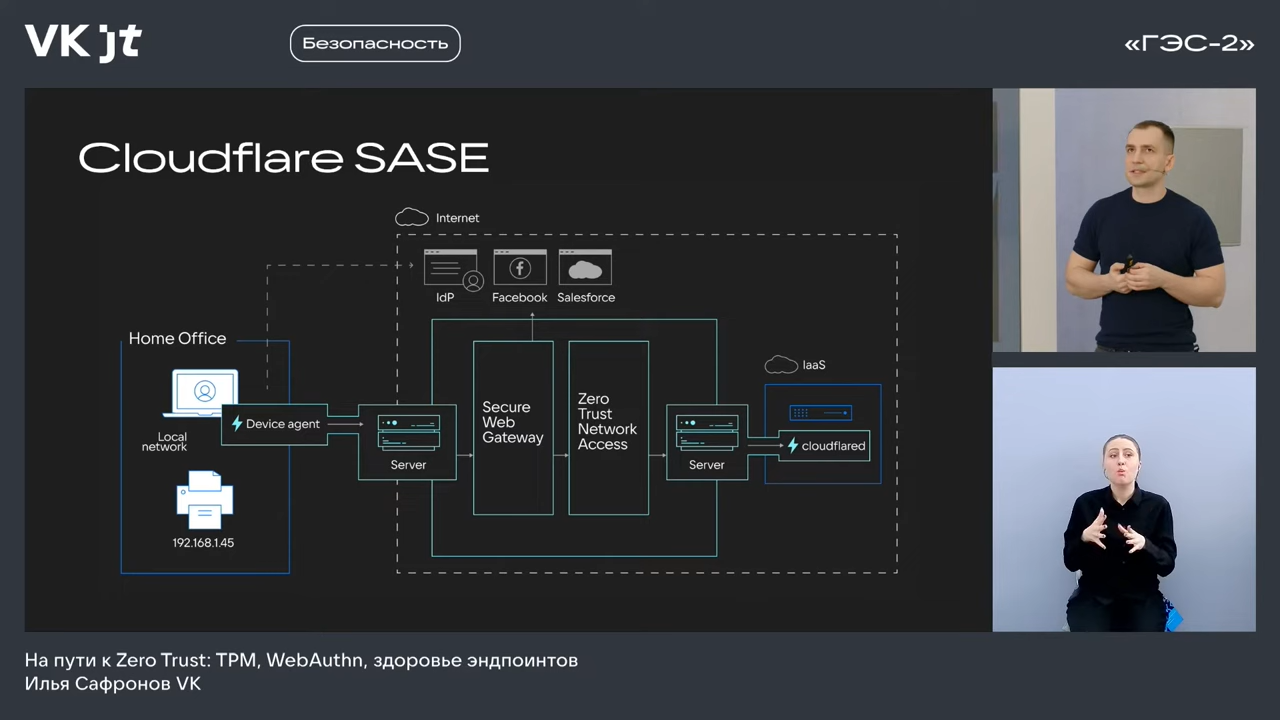 VK jt
Безопасность
«ГЭС-2»
Cloudflare SASE
Internet
IdP
Facebook
Salesforce
Home Office
IaaS
Device agent
Local
network
192.168.1.45
Server
Secure
Web
Gateway
Zero
Trust
Network
Access
Server
cloudflared
На пути к Zero Trust: TPM, WebAuthn, здоровье эндпоинтов
Илья Сафронов VK